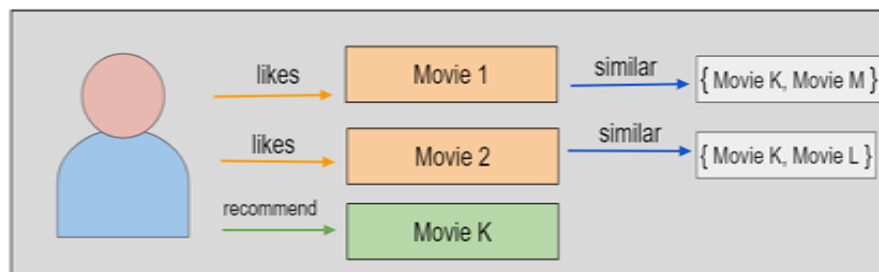 likes
Movie 1
similar
{ Movie K, Movie M }
likes
Movie 2
similar
{ Movie K, Movie L }
recommend
Movie K